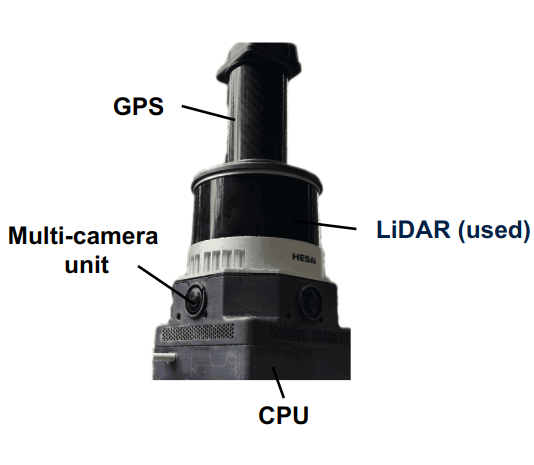 GPS
LiDAR (used)
Multi-camera
unit
HESAI
CPU